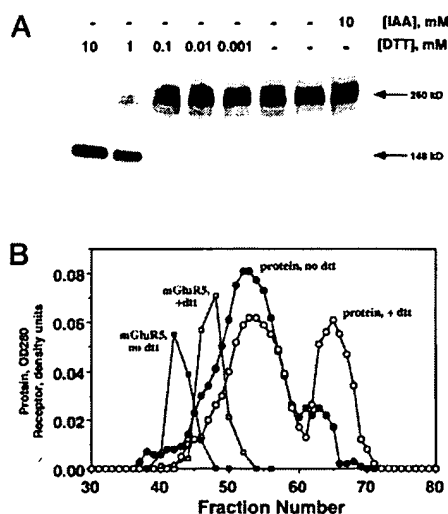 A
- - - - - - - 10 [IAA], mM
10 1 0.1 0.01 0.001 - - - [DTT], mM
260 kD
148 kD
B
Protein, OD280
Receptor, density units
0.08
0.06
0.04
0.02
0.00
mGluR5,
no dtt
mGluR5,
+dtt
protein, no dtt
protein, + dtt
30 40 50 60 70 80
Fraction Number